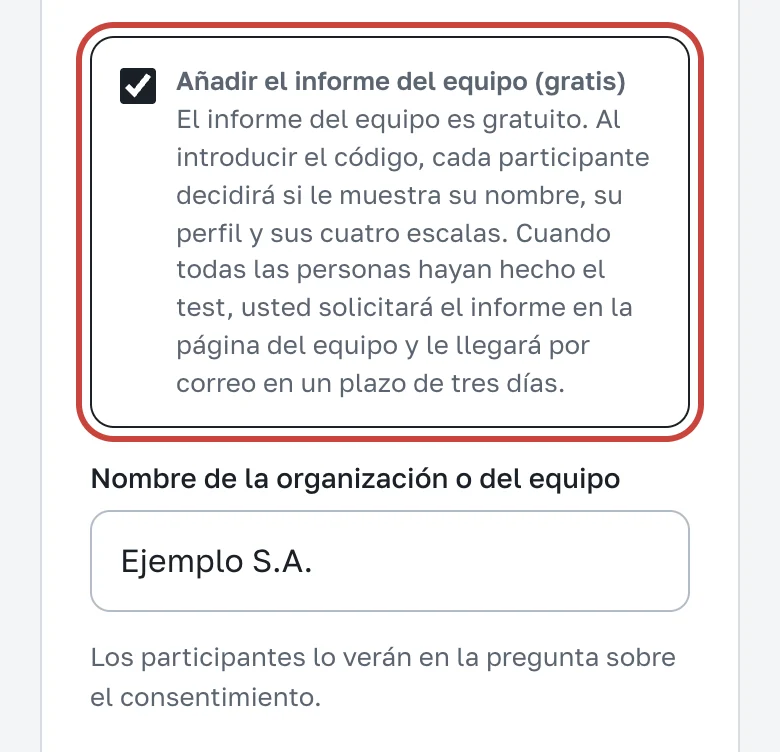 Añadir el informe del equipo (gratis)
El informe del equipo es gratuito. Al
introducir el código, cada participante
decidirá si le muestra su nombre, su
perfil y sus cuatro escalas. Cuando
todas las personas hayan hecho el
test, usted solicitará el informe en la
página del equipo y le llegará por
correo en un plazo de tres días.
Nombre de la organización o del equipo
Ejemplo S.A.
Los participantes lo verán en la pregunta sobre
el consentimiento.